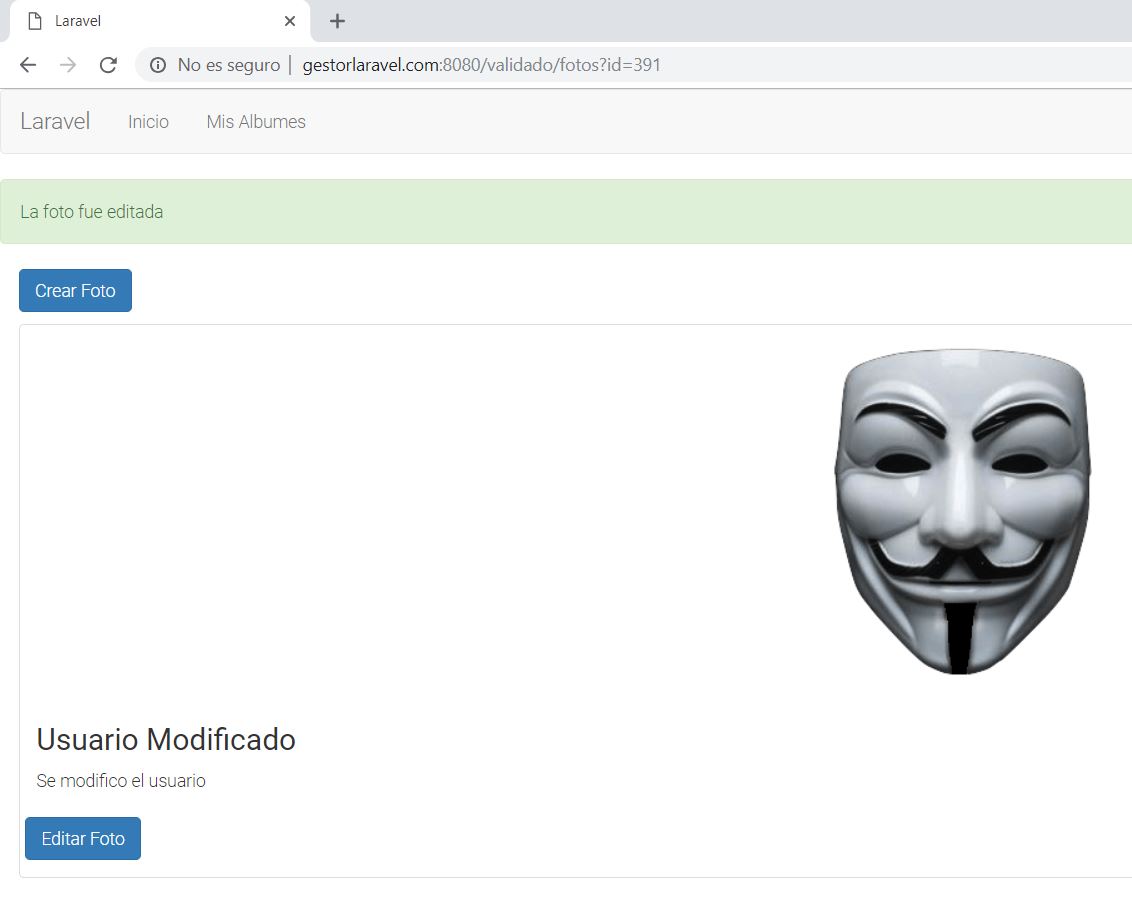 Laravel
No es seguro | gestorlaravel.com:8080/validado/fotos?id=391
Laravel Inicio Mis Albumes
La foto fue editada
Crear Foto
Usuario Modificado
Se modifico el usuario
Editar Foto